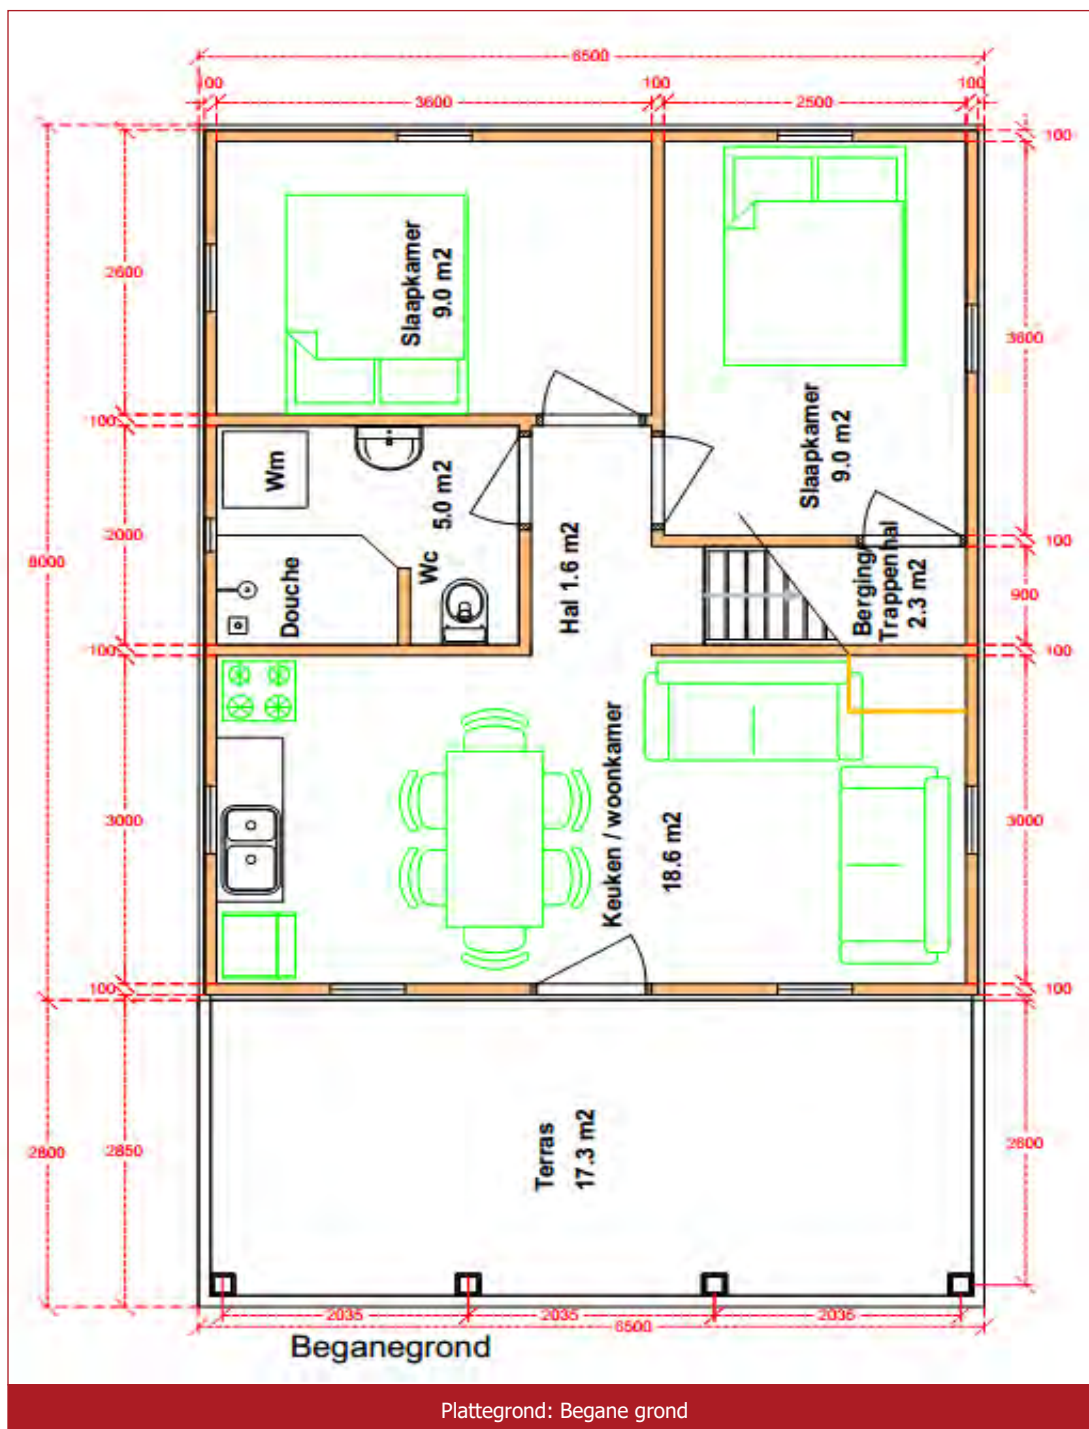 6500
100
3600
100
2500
100
100
2600
3600
8000
Slaapkamer
9.0 m2
Slaapkamer
9.0 m2
100
Wm
5.0 m2
2000
Wc
Douche
Hal 1.6 m2
Berging/
Trappenhal
2.3 m2
100
900
100
100
Keuken / woonkamer
18.6 m2
3000
3000
100
100
2800
2850
Terras
17.3 m2
2600
2035
2035
2035
6500
Beganegrond
Plattegrond: Begane grond